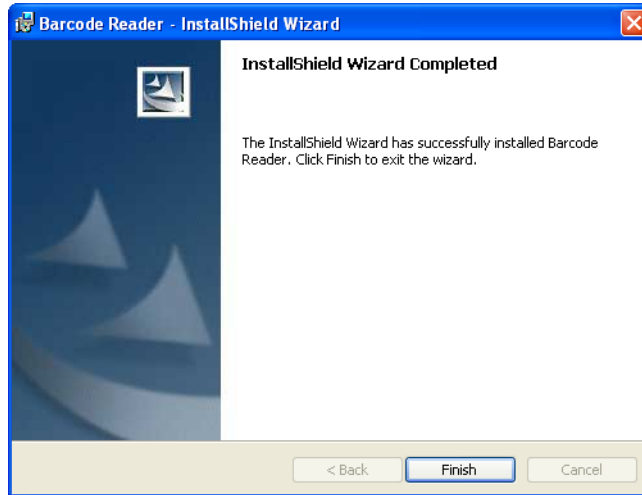 Barcode Reader - InstallShield Wizard
InstallShield Wizard Completed
The InstallShield Wizard has successfully installed Barcode
Reader. Click Finish to exit the wizard.
< Back
Finish
Cancel